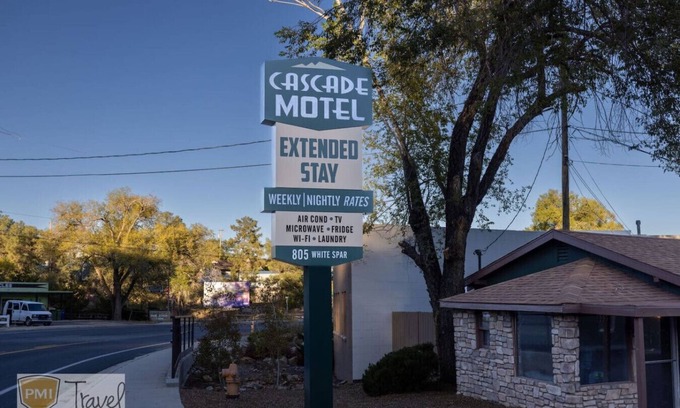 CASCADE
MOTEL
EXTENDED
STAY
WEEKLY | NIGHTLY RATES
AIR COND • TV
MICROWAVE • FRIDGE
WI-FI • LAUNDRY
805 WHITE SPAR
PMI Travel